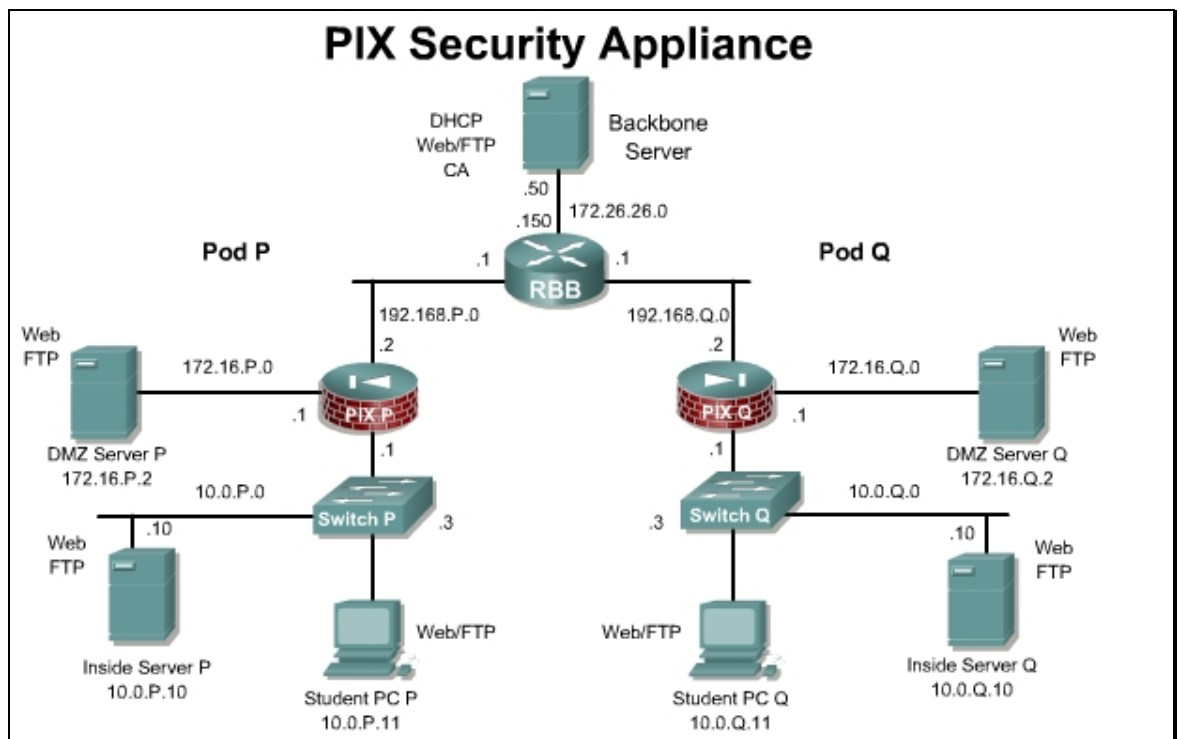 PIX Security Appliance
DHCP
Web/FTP
CA
Backbone
Server
.50
.150
172.26.26.0
Pod P
Pod Q
.1
.1
RBB
192.168.P.0
192.168.Q.0
.2
.2
Web
FTP
172.16.P.0
.1
PIX P
PIX Q
172.16.Q.0
.1
Web
FTP
DMZ Server P
172.16.P.2
.1
.1
DMZ Server Q
172.16.Q.2
10.0.P.0
Switch P
.3
.3
Switch Q
10.0.Q.0
Web
FTP
.10
.10
Web
FTP
Web/FTP
Web/FTP
Inside Server P
10.0.P.10
Student PC P
10.0.P.11
Student PC Q
10.0.Q.11
Inside Server Q
10.0.Q.10